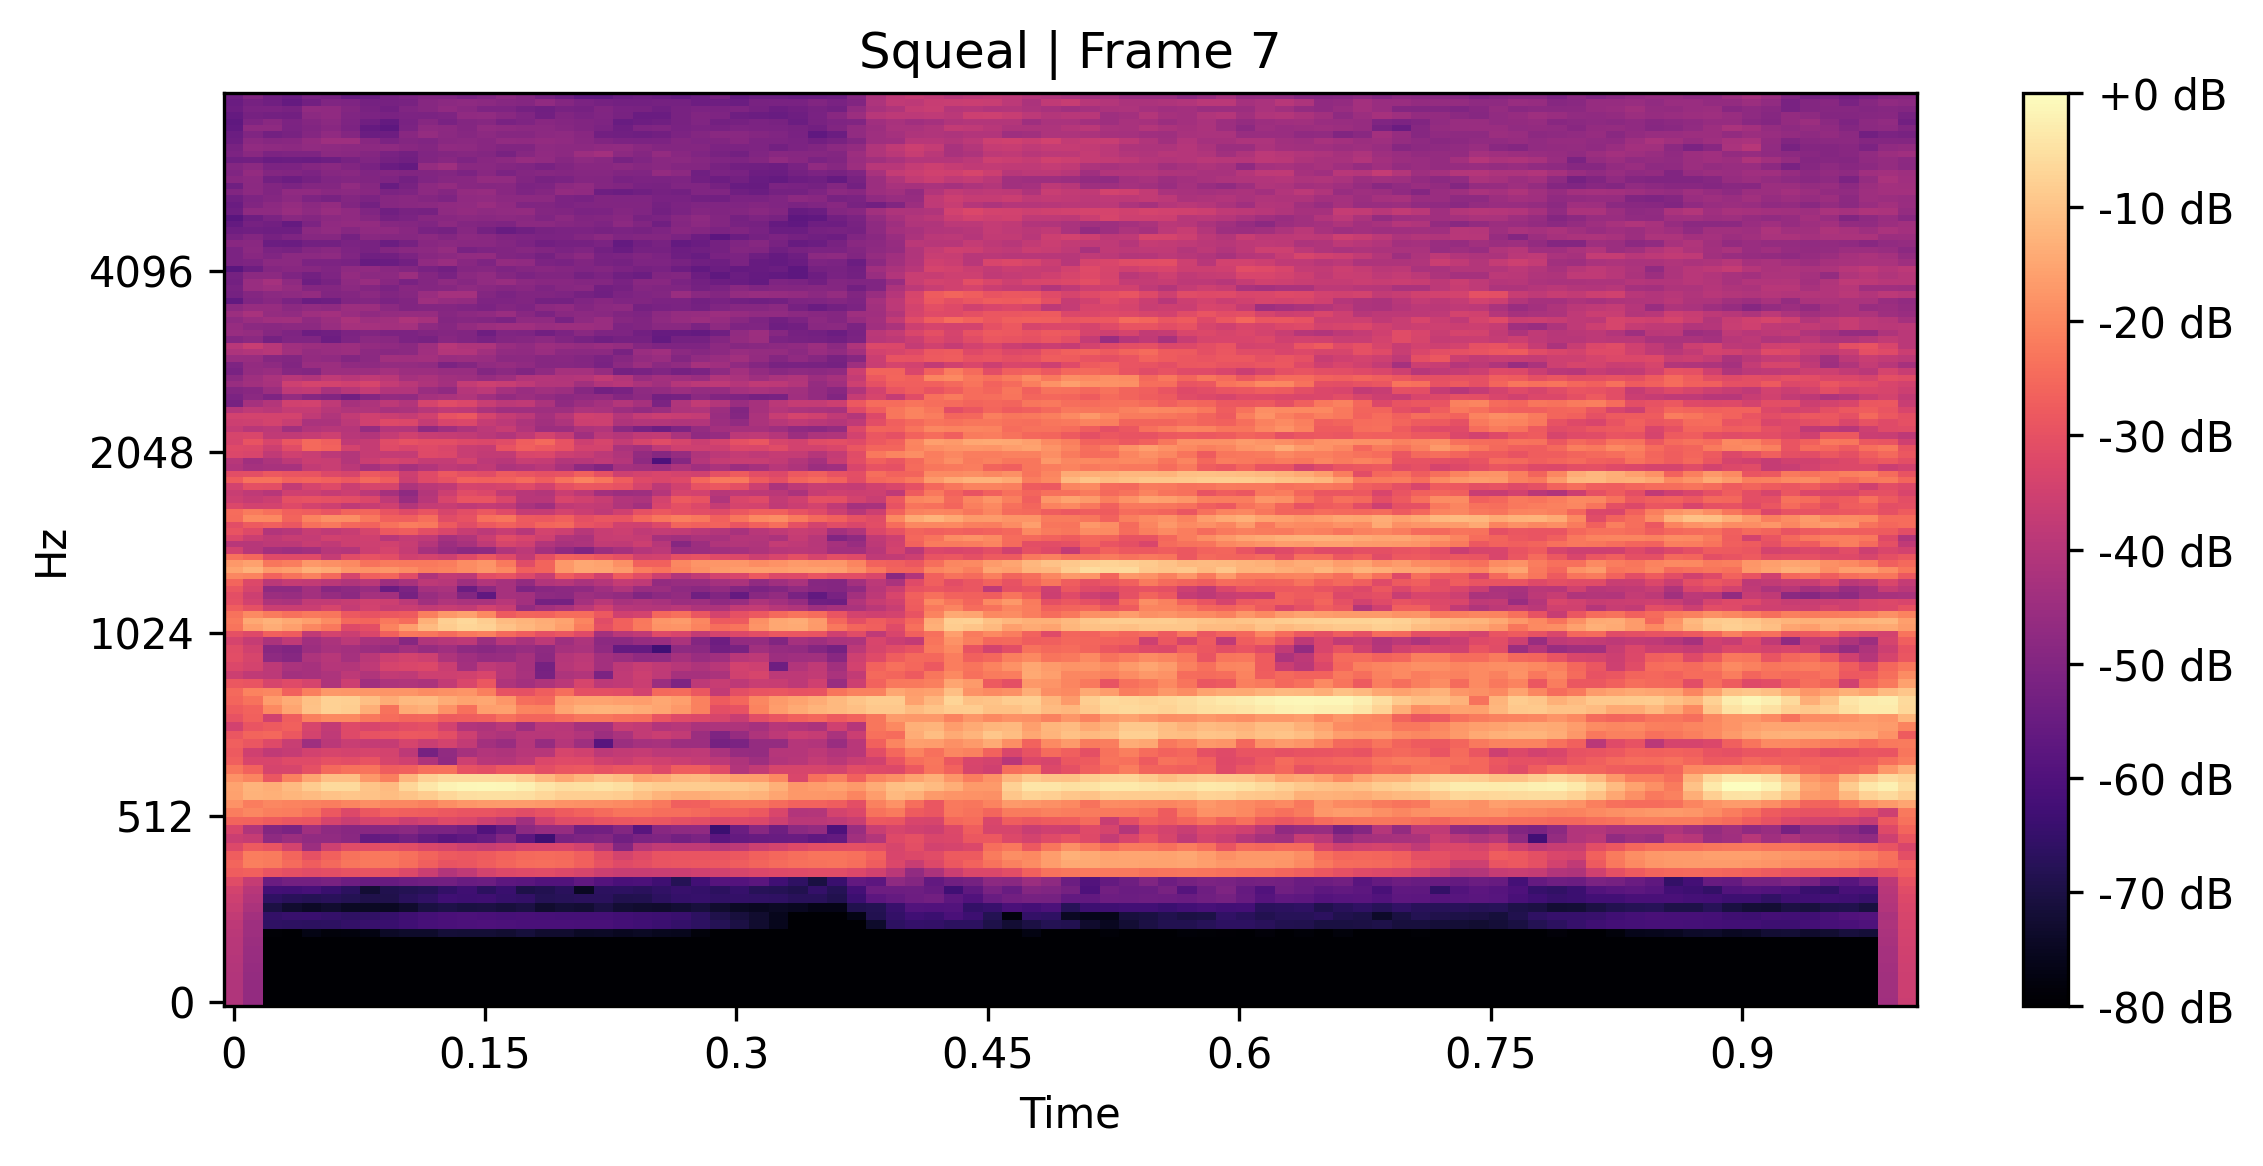 Squeal | Frame 7
Hz
4096
2048
1024
512
0
0 0.15 0.3 0.45 0.6 0.75 0.9
Time
+0 dB
-10 dB
-20 dB
-30 dB
-40 dB
-50 dB
-60 dB
-70 dB
-80 dB